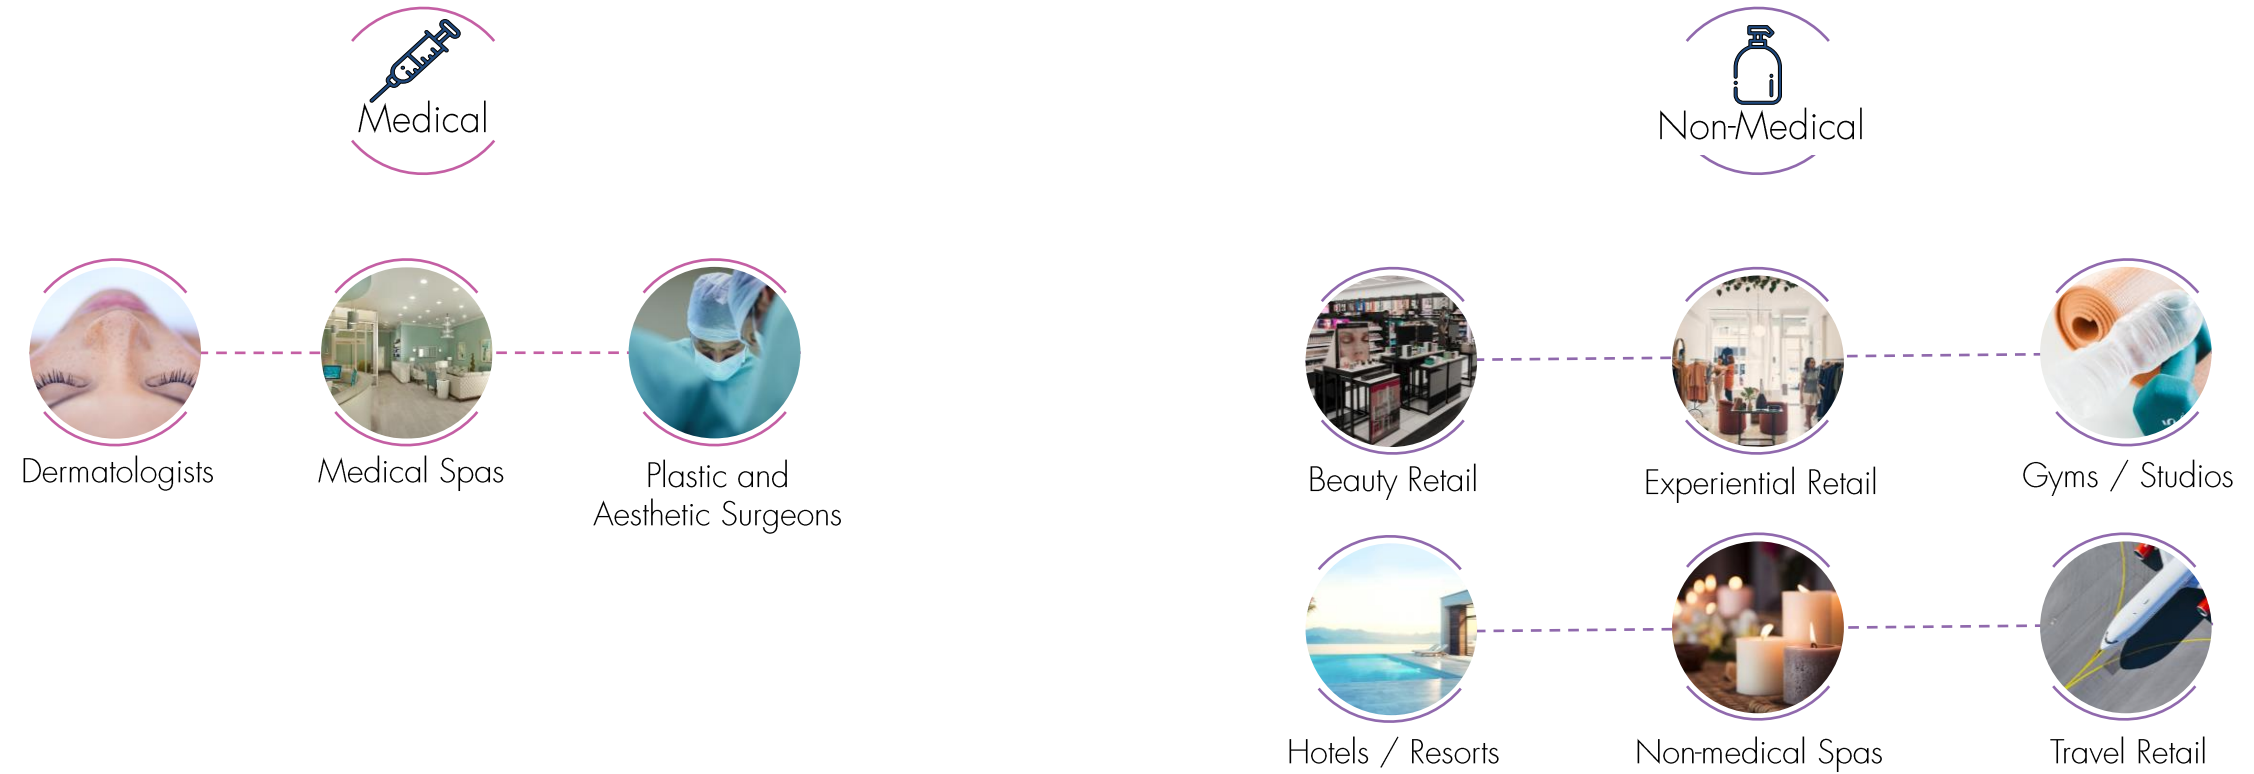 Medical
Non-Medical
Dermatologists
Medical Spas
Plastic and
Aesthetic Surgeons
Beauty Retail
Experiential Retail
Gyms / Studios
Hotels / Resorts
Non-medical Spas
Travel Retail